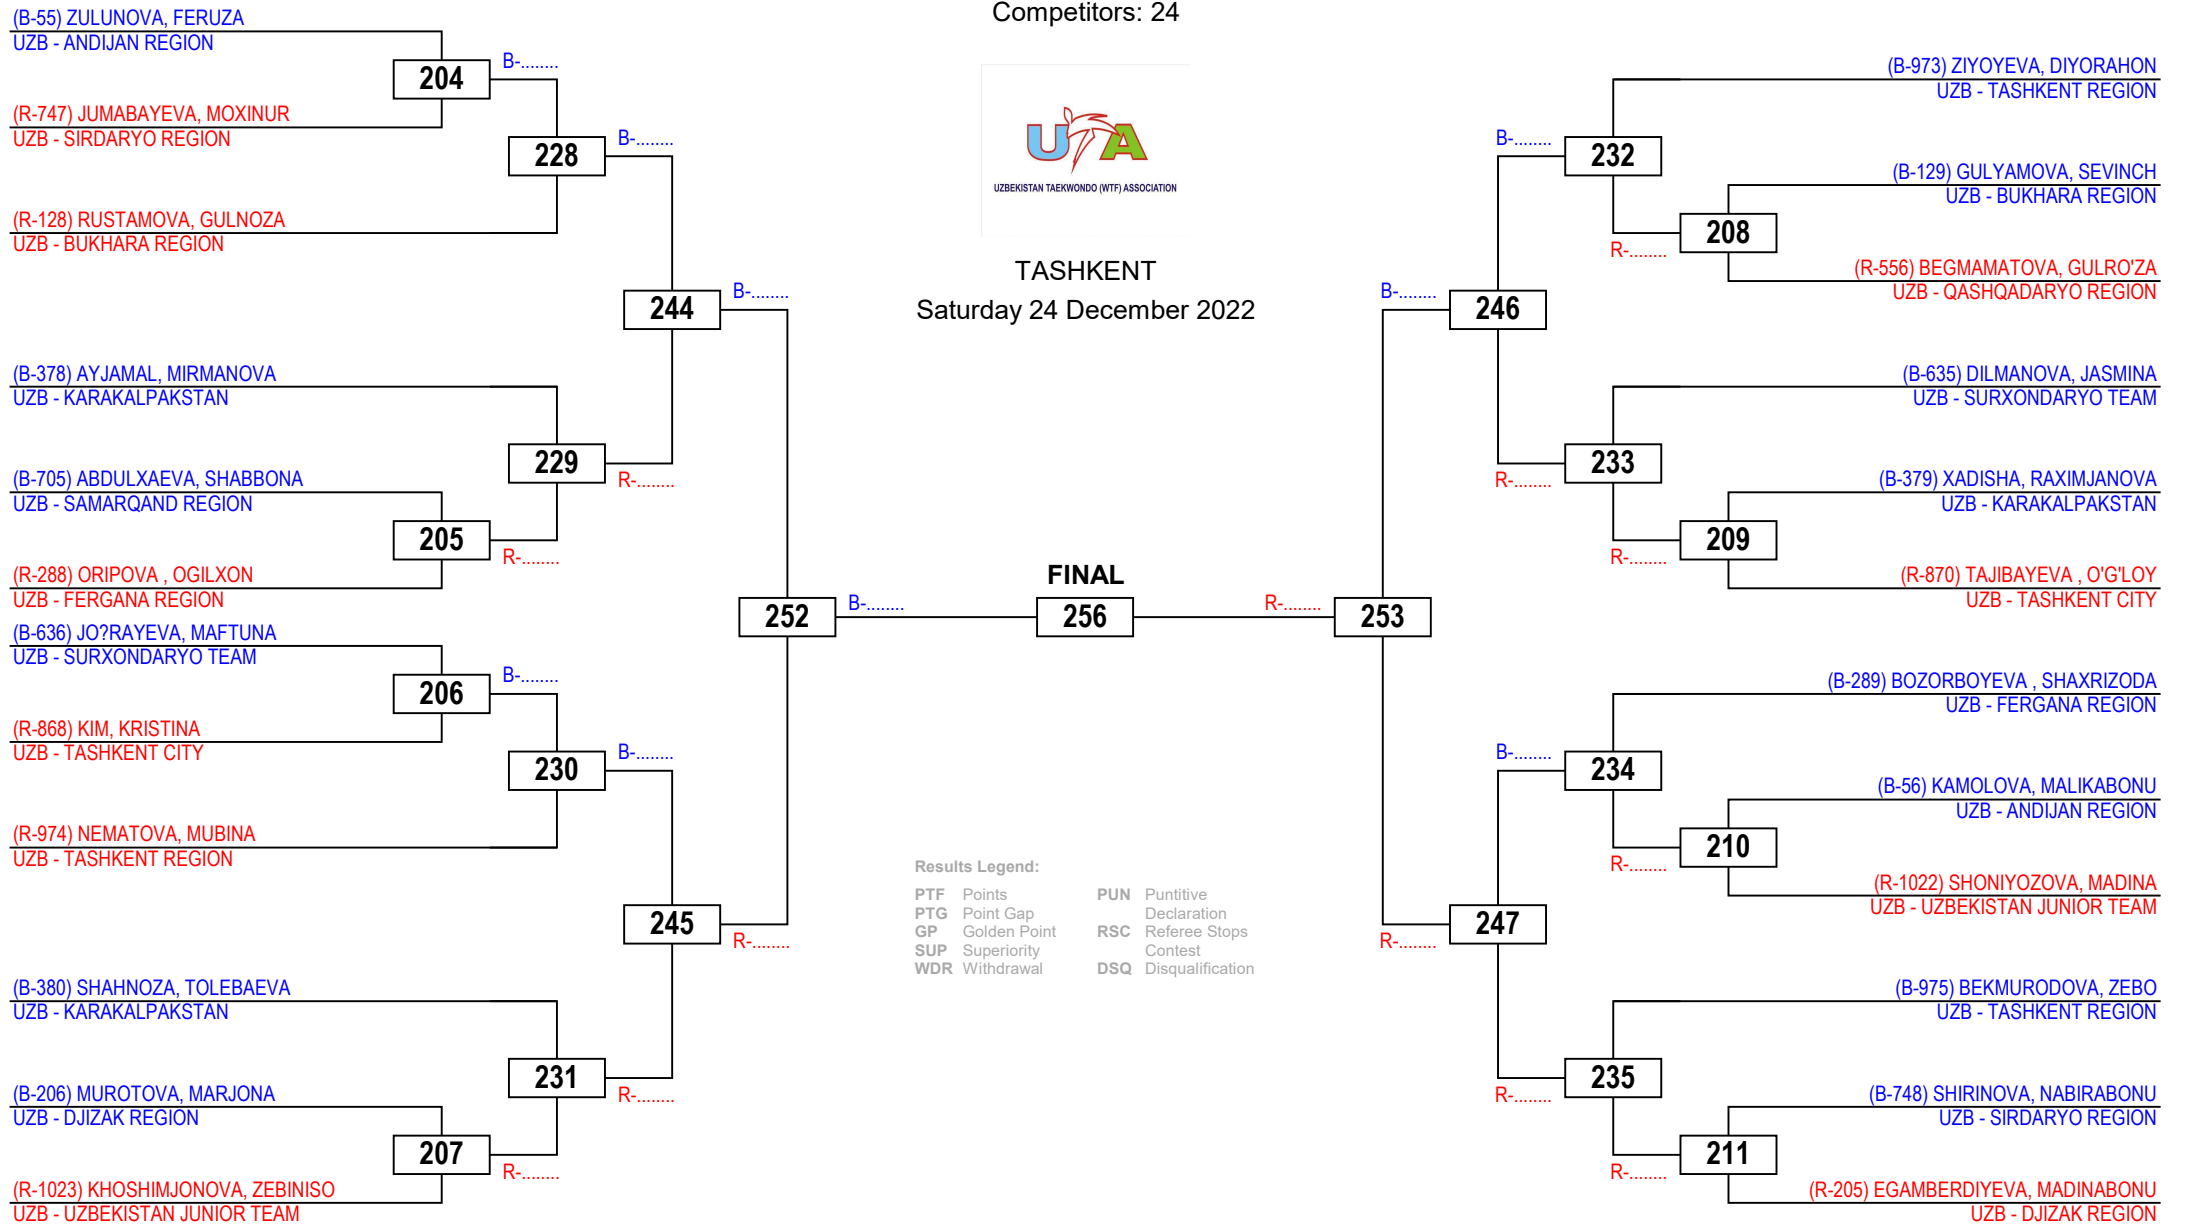 Competitors: 24
UTA
UZBEKISTAN TAEKWONDO (WTF) ASSOCIATION
TASHKENT
Saturday 24 December 2022
(B-55) ZULUNOVA, FERUZA
UZB - ANDIJAN REGION
204
B-........
(R-747) JUMABAYEVA, MOXINUR
UZB - SIRDARYO REGION
228
B-........
(R-128) RUSTAMOVA, GULNOZA
UZB - BUKHARA REGION
244
B-........
(B-378) AYJAMAL, MIRMANOVA
UZB - KARAKALPAKSTAN
229
R-........
(B-705) ABDULXAEVA, SHABBONA
UZB - SAMARQAND REGION
205
R-........
(R-288) ORIPOVA , OGILXON
UZB - FERGANA REGION
252
B-........
(B-636) JO?RAYEVA, MAFTUNA
UZB - SURXONDARYO TEAM
206
B-........
(R-868) KIM, KRISTINA
UZB - TASHKENT CITY
230
B-........
(R-974) NEMATOVA, MUBINA
UZB - TASHKENT REGION
245
R-........
(B-380) SHAHNOZA, TOLEBAEVA
UZB - KARAKALPAKSTAN
231
R-........
(B-206) MUROTOVA, MARJONA
UZB - DJIZAK REGION
207
R-........
(R-1023) KHOSHIMJONOVA, ZEBINISO
UZB - UZBEKISTAN JUNIOR TEAM
FINAL
256
Results Legend:
PTF Points
PTG Point Gap
GP Golden Point
SUP Superiority
WDR Withdrawal
PUN Puntitive
Declaration
RSC Referee Stops
Contest
DSQ Disqualification
(B-973) ZIYOYEVA, DIYORAHON
UZB - TASHKENT REGION
B-........
232
(B-129) GULYAMOVA, SEVINCH
UZB - BUKHARA REGION
R-........
208
(R-556) BEGMAMATOVA, GULRO'ZA
UZB - QASHQADARYO REGION
B-........
246
(B-635) DILMANOVA, JASMINA
UZB - SURXONDARYO TEAM
R-........
233
(B-379) XADISHA, RAXIMJANOVA
UZB - KARAKALPAKSTAN
R-........
209
(R-870) TAJIBAYEVA , O'G'LOY
UZB - TASHKENT CITY
R-........
253
(B-289) BOZORBOYEVA , SHAXRIZODA
UZB - FERGANA REGION
B-........
234
(B-56) KAMOLOVA, MALIKABONU
UZB - ANDIJAN REGION
R-........
210
(R-1022) SHONIYOZOVA, MADINA
UZB - UZBEKISTAN JUNIOR TEAM
R-........
247
(B-975) BEKMURODOVA, ZEBO
UZB - TASHKENT REGION
R-........
235
(B-748) SHIRINOVA, NABIRABONU
UZB - SIRDARYO REGION
R-........
211
(R-205) EGAMBERDIYEVA, MADINABONU
UZB - DJIZAK REGION